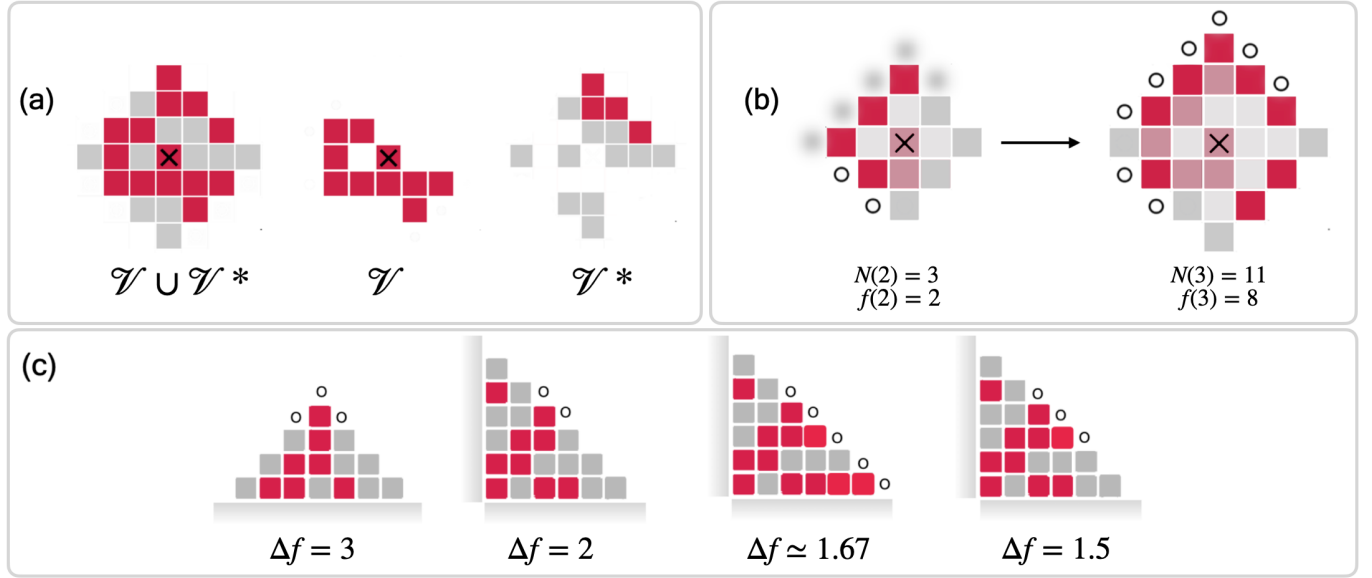 (a)
𝒱 ∪ 𝒱 *
𝒱
𝒱 *
(b)
N(2) = 3
f(2) = 2
N(3) = 11
f(3) = 8
(c)
Δf = 3
Δf = 2
Δf ≃ 1.67
Δf = 1.5